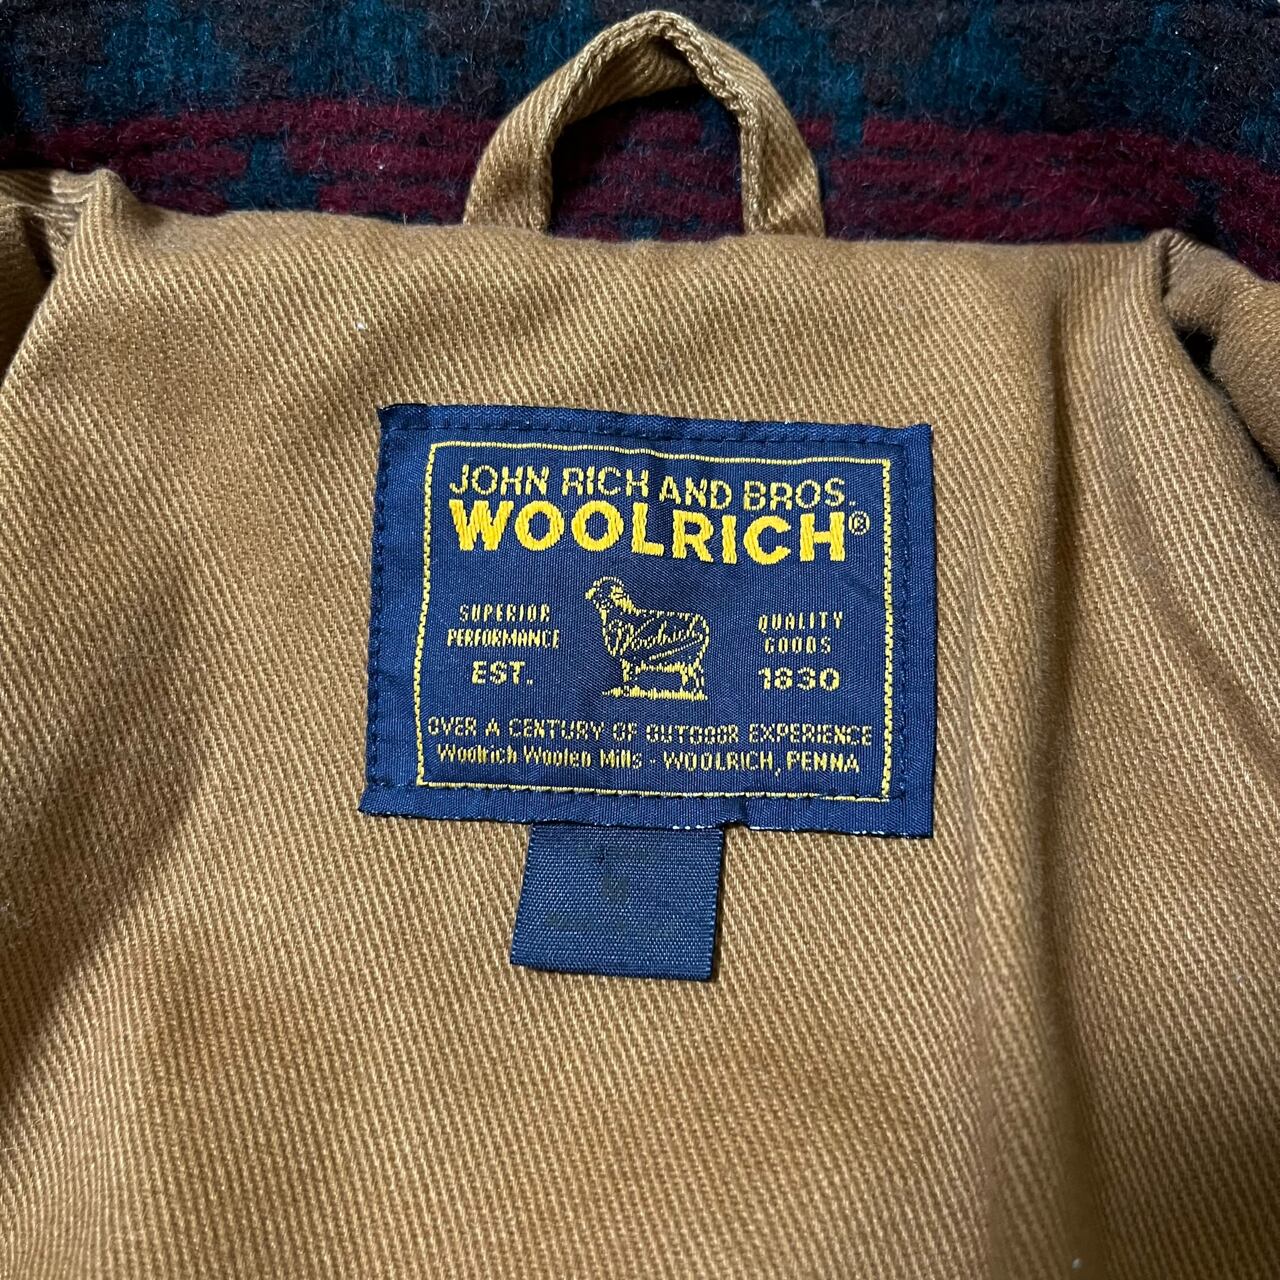 JOHN RICH AND BROS.
WOOLRICH®
SUPERIOR
PERFORMANCE
EST.
Woolrich
QUALITY
GOODS
1830
OVER A CENTURY OF OUTDOOR EXPERIENCE
Woolrich Woolen Mills - WOOLRICH, PENNA